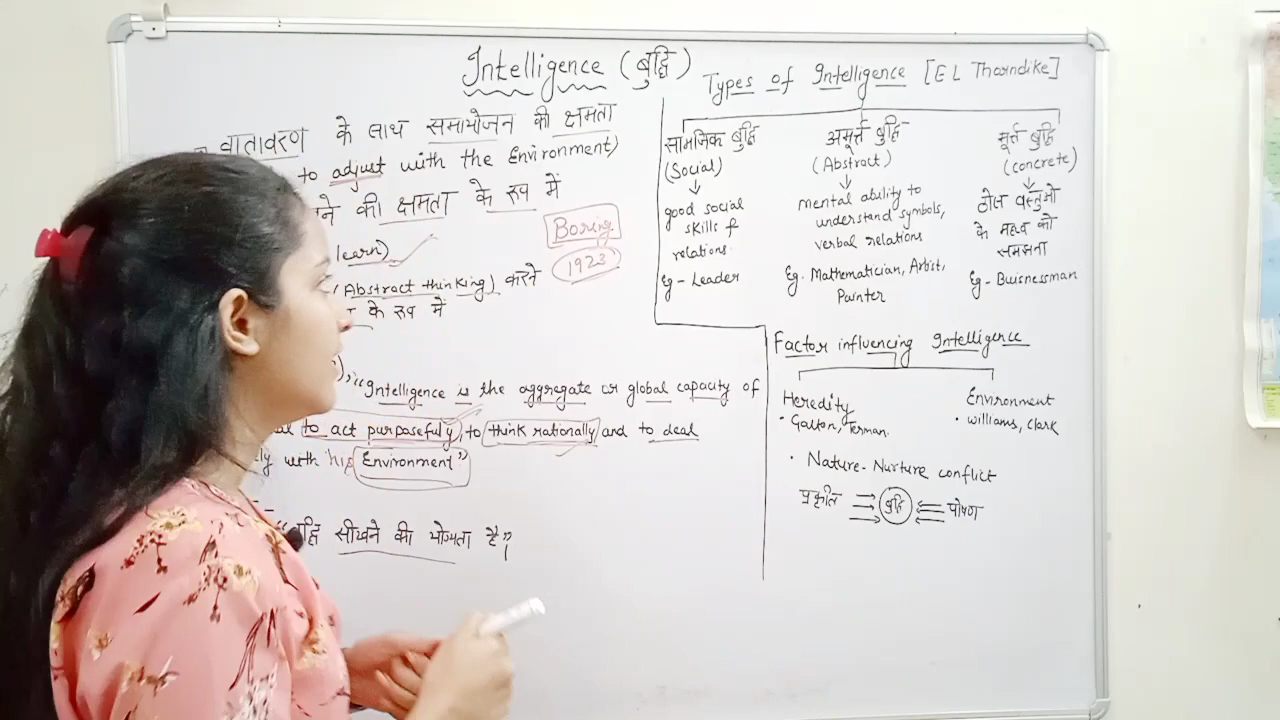 Intelligence (बुद्धि)
वातावरण के साथ समायोजन की क्षमता
to adjust with the Environment)
ने की क्षमता के रूप में
learn)
Boring
1923
Abstract thinking) करने
के रूप में
"Intelligence is the aggregate or global capacity of
to act purposefuly, to think rationally and to deal
ly with his Environment"
सीखने की योग्यता है"
Types of Intelligence [E L Thorndike]
सामजिक बुद्धि
(Social)
good social
skills &
relations.
Eg - Leader
अमूर्त बुद्धि
(Abstract)
mental ability to
understand symbols,
verbal relations
Eg. Mathematician, Artist,
Painter
मूर्त बुद्धि
(concrete)
ठोस वस्तुओ
के महत्व को
समझना
Eg - Buisnessman
Factor influencing Intelligence
Heredity
• Galton, Terman.
Environment
• williams, Clark
• Nature-Nurture conflict
प्रकृति बुद्धि पोषण